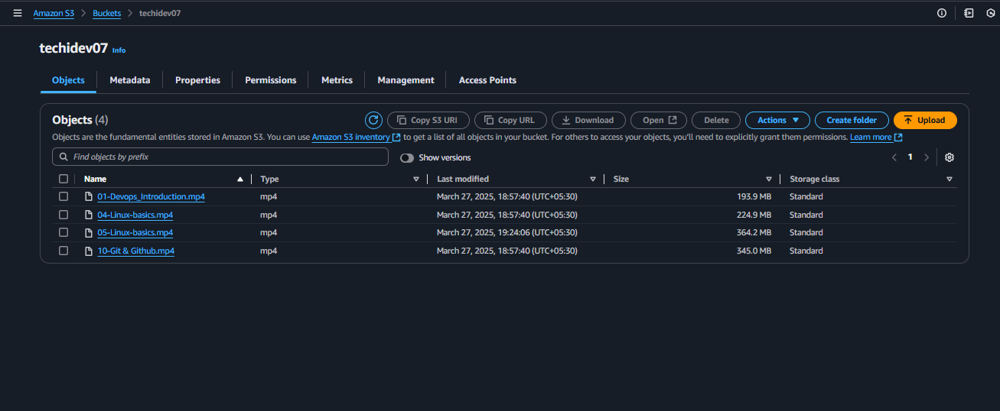 Amazon S3 > Buckets > techidev07
techidev07 Info
Objects Metadata Properties Permissions Metrics Management Access Points
Objects (4) Copy S3 URI Copy URL Download Open Delete Actions Create folder Upload
Objects are the fundamental entities stored in Amazon S3. You can use Amazon S3 inventory to get a list of all objects in your bucket. For others to access your objects, you'll need to explicitly grant them permissions. Learn more
Find objects by prefix Show versions 1
Name Type Last modified Size Storage class
01-Devops_Introduction.mp4 mp4 March 27, 2025, 18:57:40 (UTC+05:30) 193.9 MB Standard
04-Linux-basics.mp4 mp4 March 27, 2025, 18:57:40 (UTC+05:30) 224.9 MB Standard
05-Linux-basics.mp4 mp4 March 27, 2025, 19:24:06 (UTC+05:30) 364.2 MB Standard
10-Git & Github.mp4 mp4 March 27, 2025, 18:57:40 (UTC+05:30) 345.0 MB Standard